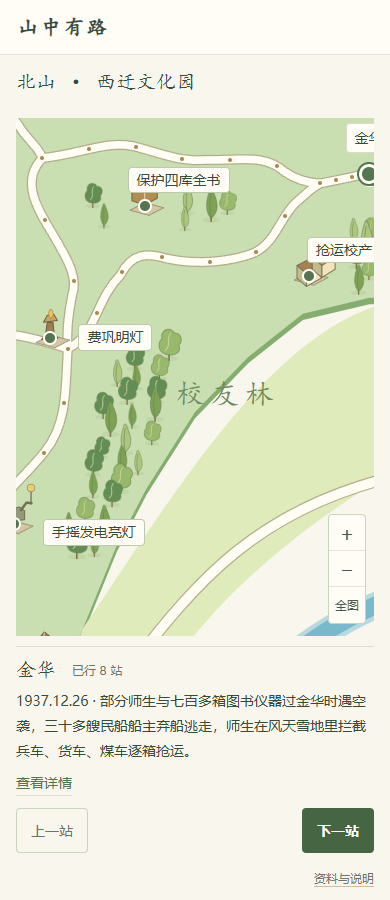 山中有路
北山 • 西迁文化园
金华
保护四库全书
抢运校产
费巩明灯
校友林
手摇发电亮灯
+
−
全图
金华 已行 8 站
1937.12.26 · 部分师生与七百多箱图书仪器过金华时遇空
袭，三十多艘民船船主弃船逃走，师生在风天雪地里拦截
兵车、货车、煤车逐箱抢运。
查看详情
上一站
下一站
资料与说明